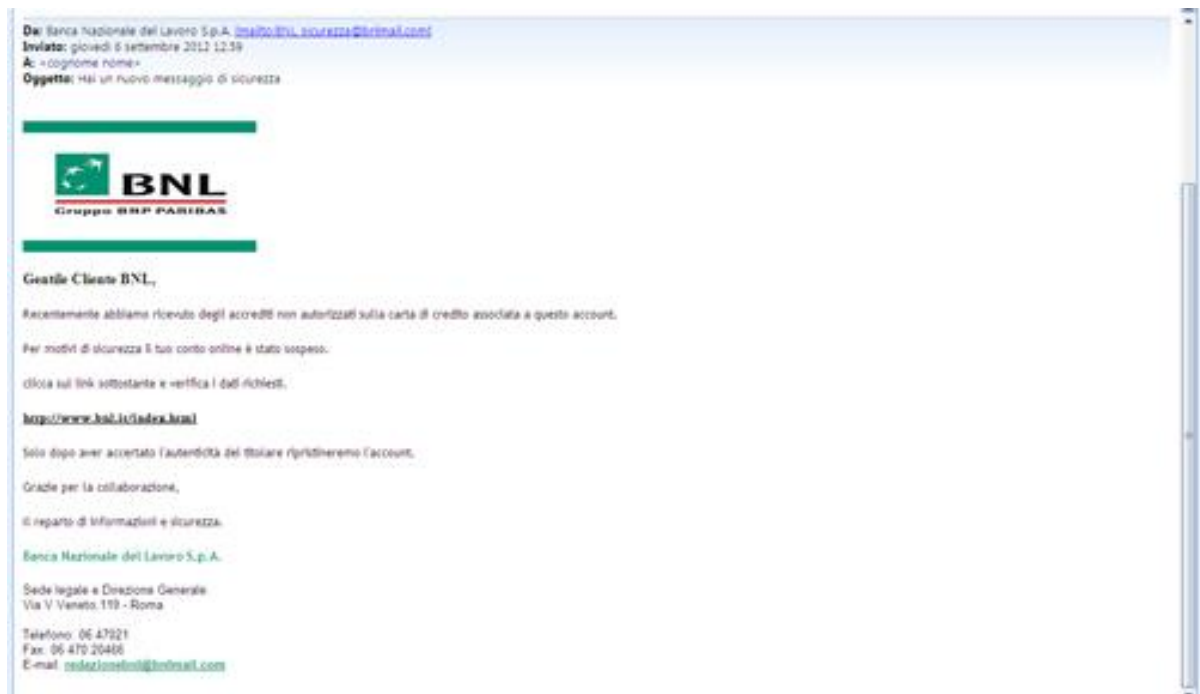 Da: Banca Nazionale del Lavoro S.p.A. [mailto:BNL_sicurezza@bnlmail.com]
Inviato: giovedì 6 settembre 2012 12.59
A: <cognome nome>
Oggetto: Hai un nuovo messaggio di sicurezza
BNL
Gruppo BNP PARIBAS
Gentile Cliente BNL,
Recentemente abbiamo ricevuto degli accrediti non autorizzati sulla carta di credito associata a questo account.
Per motivi di sicurezza il tuo conto online è stato sospeso.
clicca sul link sottostante e verifica i dati richiesti.
http://www.bnl.it/index.html
Solo dopo aver accertato l'autenticità del titolare ripristineremo l'account.
Grazie per la collaborazione,
Il reparto di informazioni e sicurezza.
Banca Nazionale del Lavoro S.p.A.
Sede legale e Direzione Generale
Via V Veneto, 119 - Roma
Telefono: 06 47021
Fax: 06 470 20466
E-mail: redazionebnl@bnlmail.com